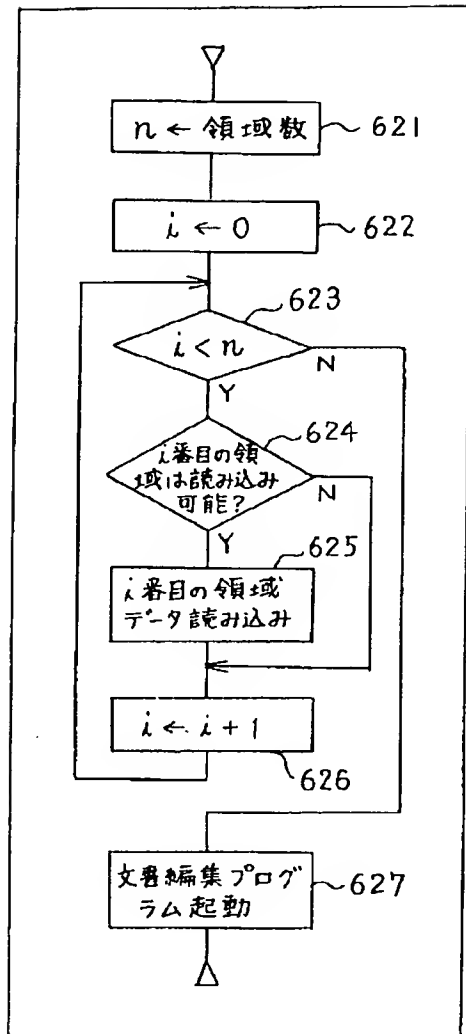 n ← 領域数
621
i ← 0
622
623
i < n
N
Y
624
i番目の領
域は読み込み
可能?
N
Y
625
i番目の領域
データ読み込み
i ← i + 1
626
文書編集プログ
ラム起動
627